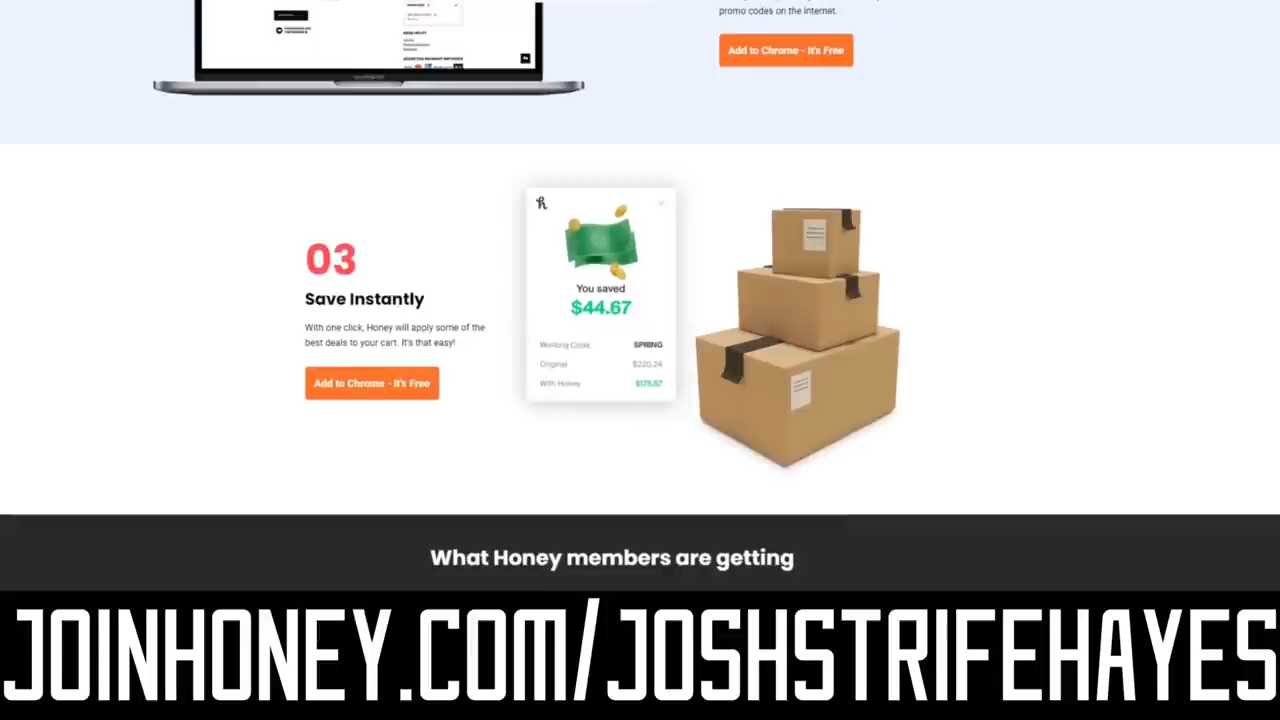 promo codes on the internet.
Add to Chrome - It's Free
NEED HELP?
03
Save Instantly
With one click, Honey will apply some of the
best deals to your cart. It's that easy!
Add to Chrome - It's Free
h
You saved
$44.67
Working Code SPRING
Original $220.24
With Honey $175.57
What Honey members are getting
JOINHONEY.COM/JOSHSTRIFEHAYES